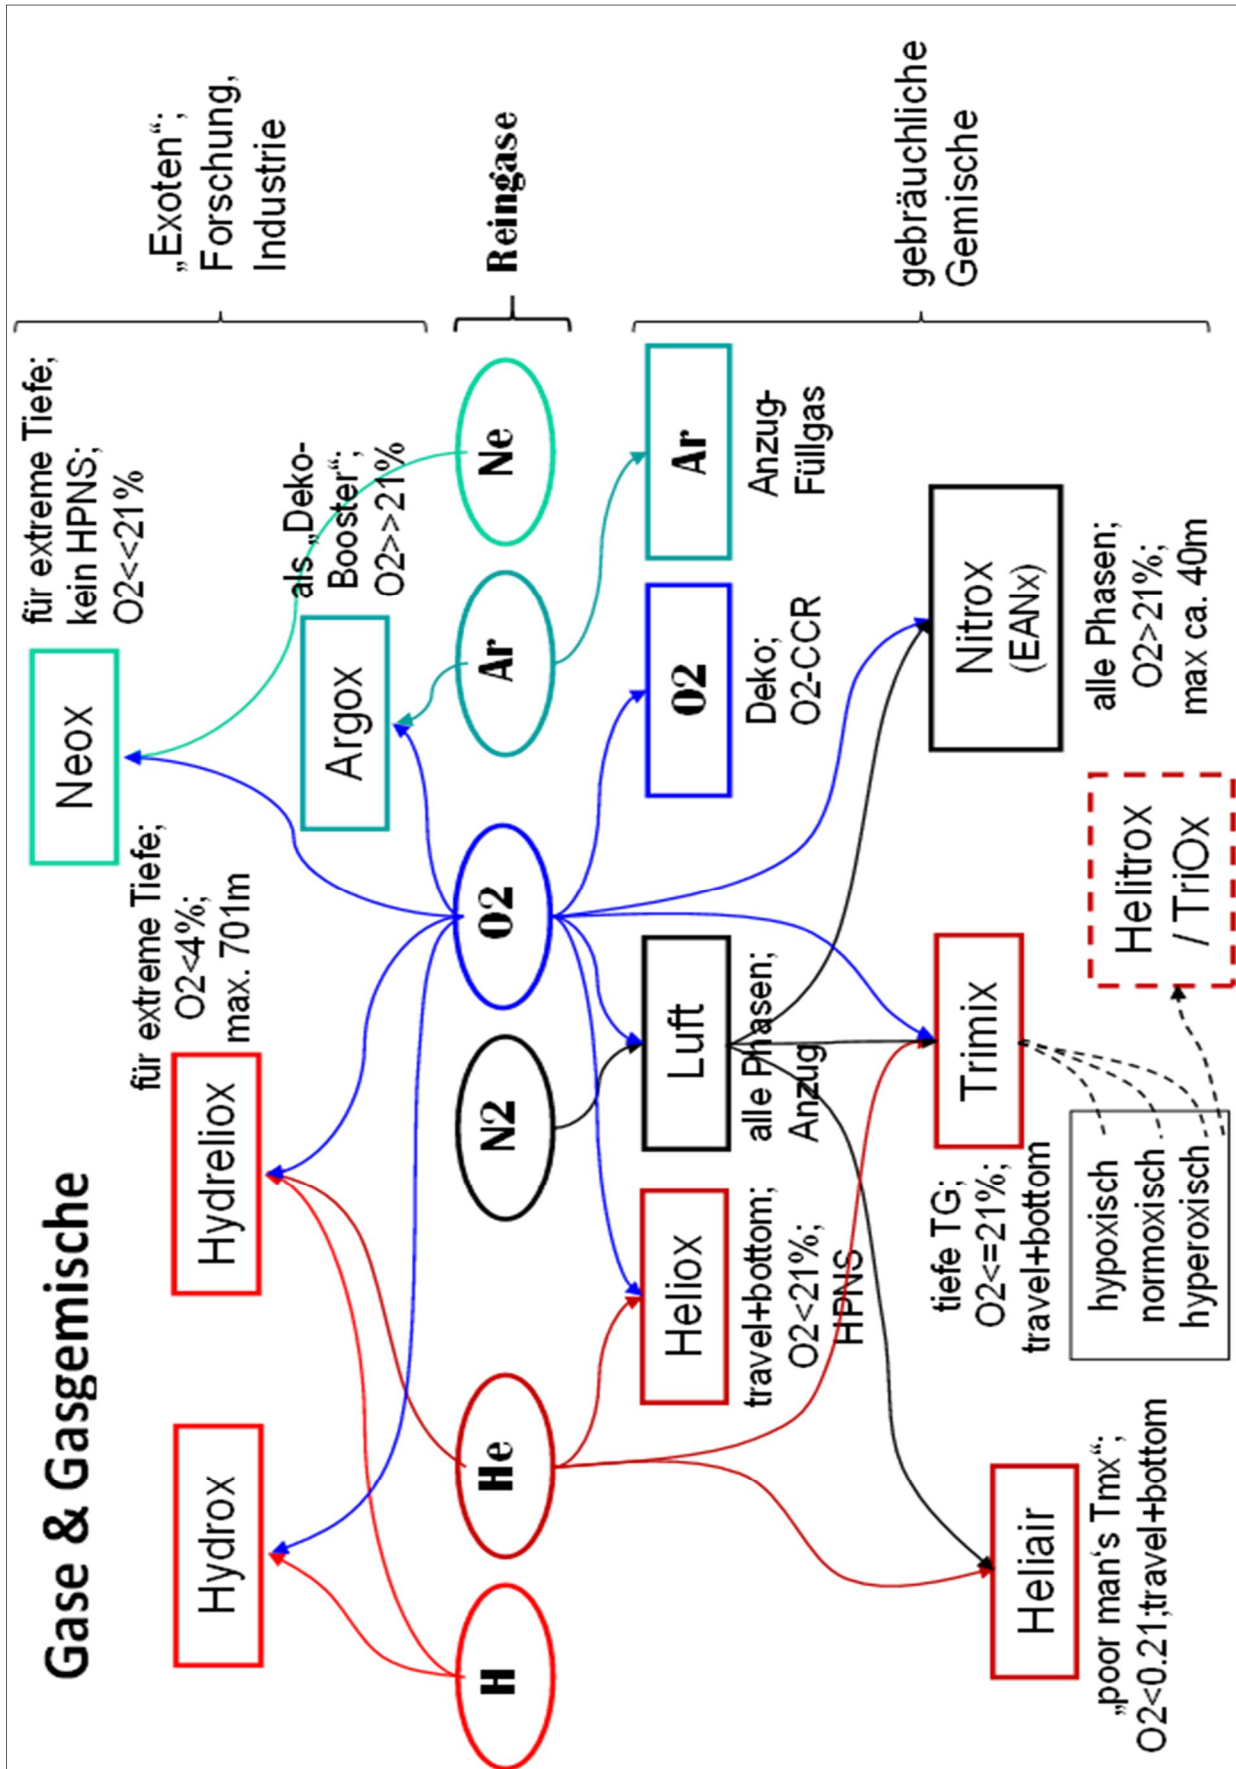 Gase & Gasgemische
für extreme Tiefe;
kein HPNS;
O2<<21%
Neox
„Exoten“;
Forschung,
Industrie
für extreme Tiefe;
O2<4%;
max. 701m
Hydrox
Hydreliox
als „Deko-
Booster“;
O2>>21%
Argox
H
He
N2
O2
Ar
Ne
Reingase
Heliox
Luft
O2
Ar
travel+bottom;
O2<21%;
HPNS
alle Phasen;
Anzug
Deko;
O2-CCR
Anzug-
Füllgas
gebräuchliche
Gemische
Heliair
Trimix
Nitrox
(EANx)
tiefe TG;
O2<=21%;
travel+bottom
alle Phasen;
O2>21%;
max ca. 40m
„poor man‘s Tmx“;
O2<0.21;travel+bottom
hypoxisch
normoxisch
hyperoxisch
Helitrox
/ TriOx